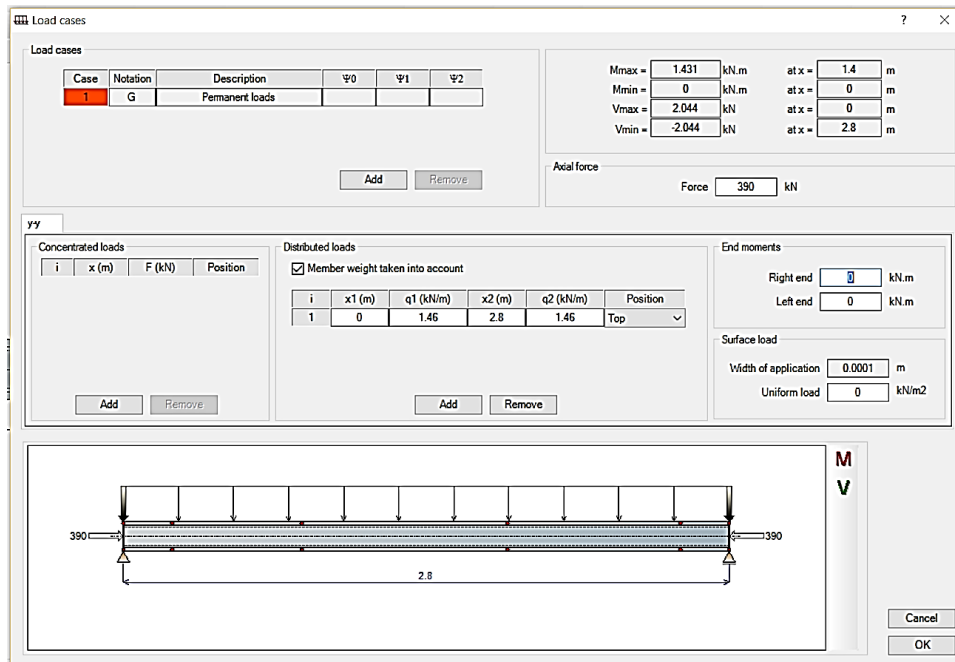 Load cases
?
Load cases
Case Notation Description Ψ0 Ψ1 Ψ2
1 G Permanent loads
Add Remove
Mmax = 1.431 kN.m at x = 1.4 m
Mmin = 0 kN.m at x = 0 m
Vmax = 2.044 kN at x = 0 m
Vmin = -2.044 kN at x = 2.8 m
Axial force
Force 390 kN
y-y
Concentrated loads
i x (m) F (kN) Position
Add Remove
Distributed loads
Member weight taken into account
i x1 (m) q1 (kN/m) x2 (m) q2 (kN/m) Position
1 0 1.46 2.8 1.46 Top
Add Remove
End moments
Right end 0 kN.m
Left end 0 kN.m
Surface load
Width of application 0.0001 m
Uniform load 0 kN/m2
390 390
2.8
M
V
Cancel
OK